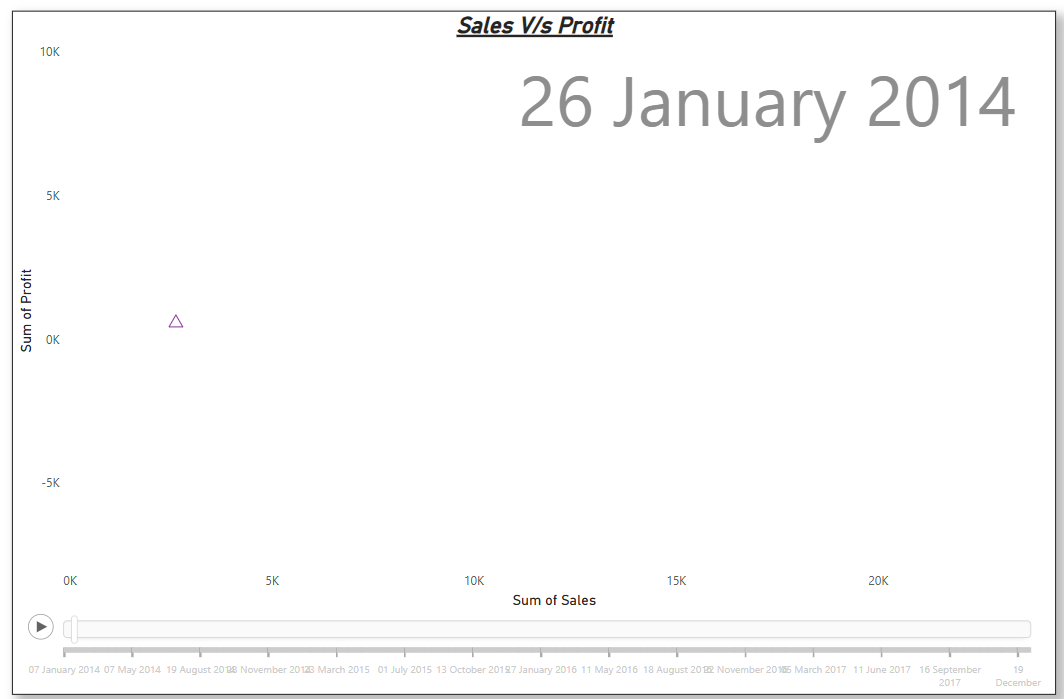 Sales V/s Profit
10K
26 January 2014
5K
Sum of Profit
0K
-5K
0K 5K 10K 15K 20K
Sum of Sales
07 January 2014 07 May 2014 19 August 2014 28 November 2014 23 March 2015 01 July 2015 13 October 2015 27 January 2016 11 May 2016 18 August 2016 22 November 2016 05 March 2017 11 June 2017 16 September 2017 19 December